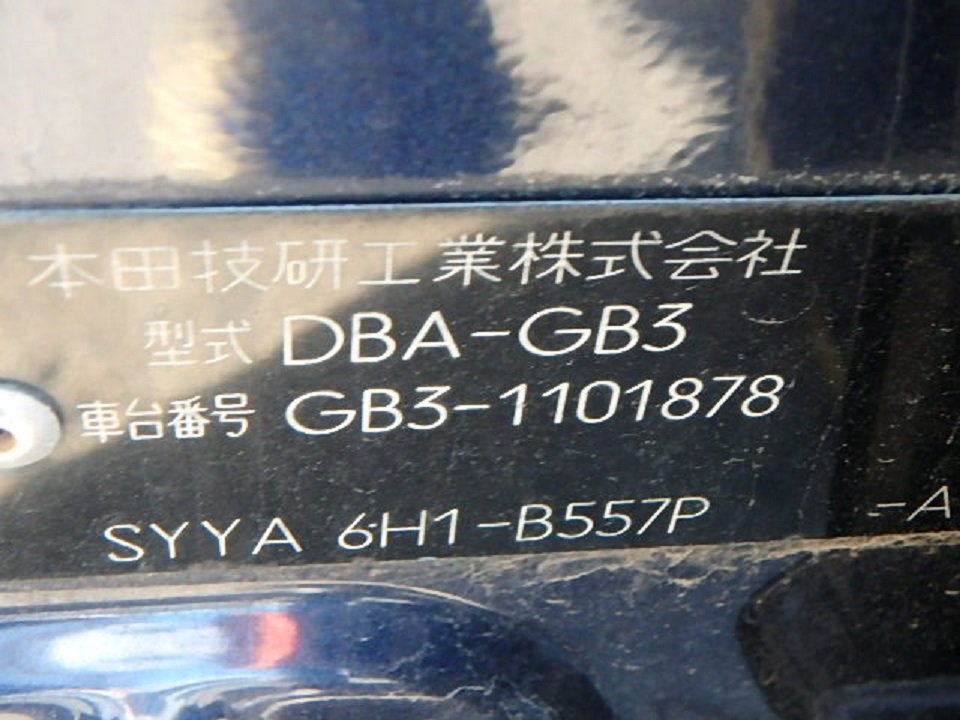 本田技研工業株式会社
型式 DBA-GB3
車台番号 GB3-1101878
SYYA 6H1-B557P -A